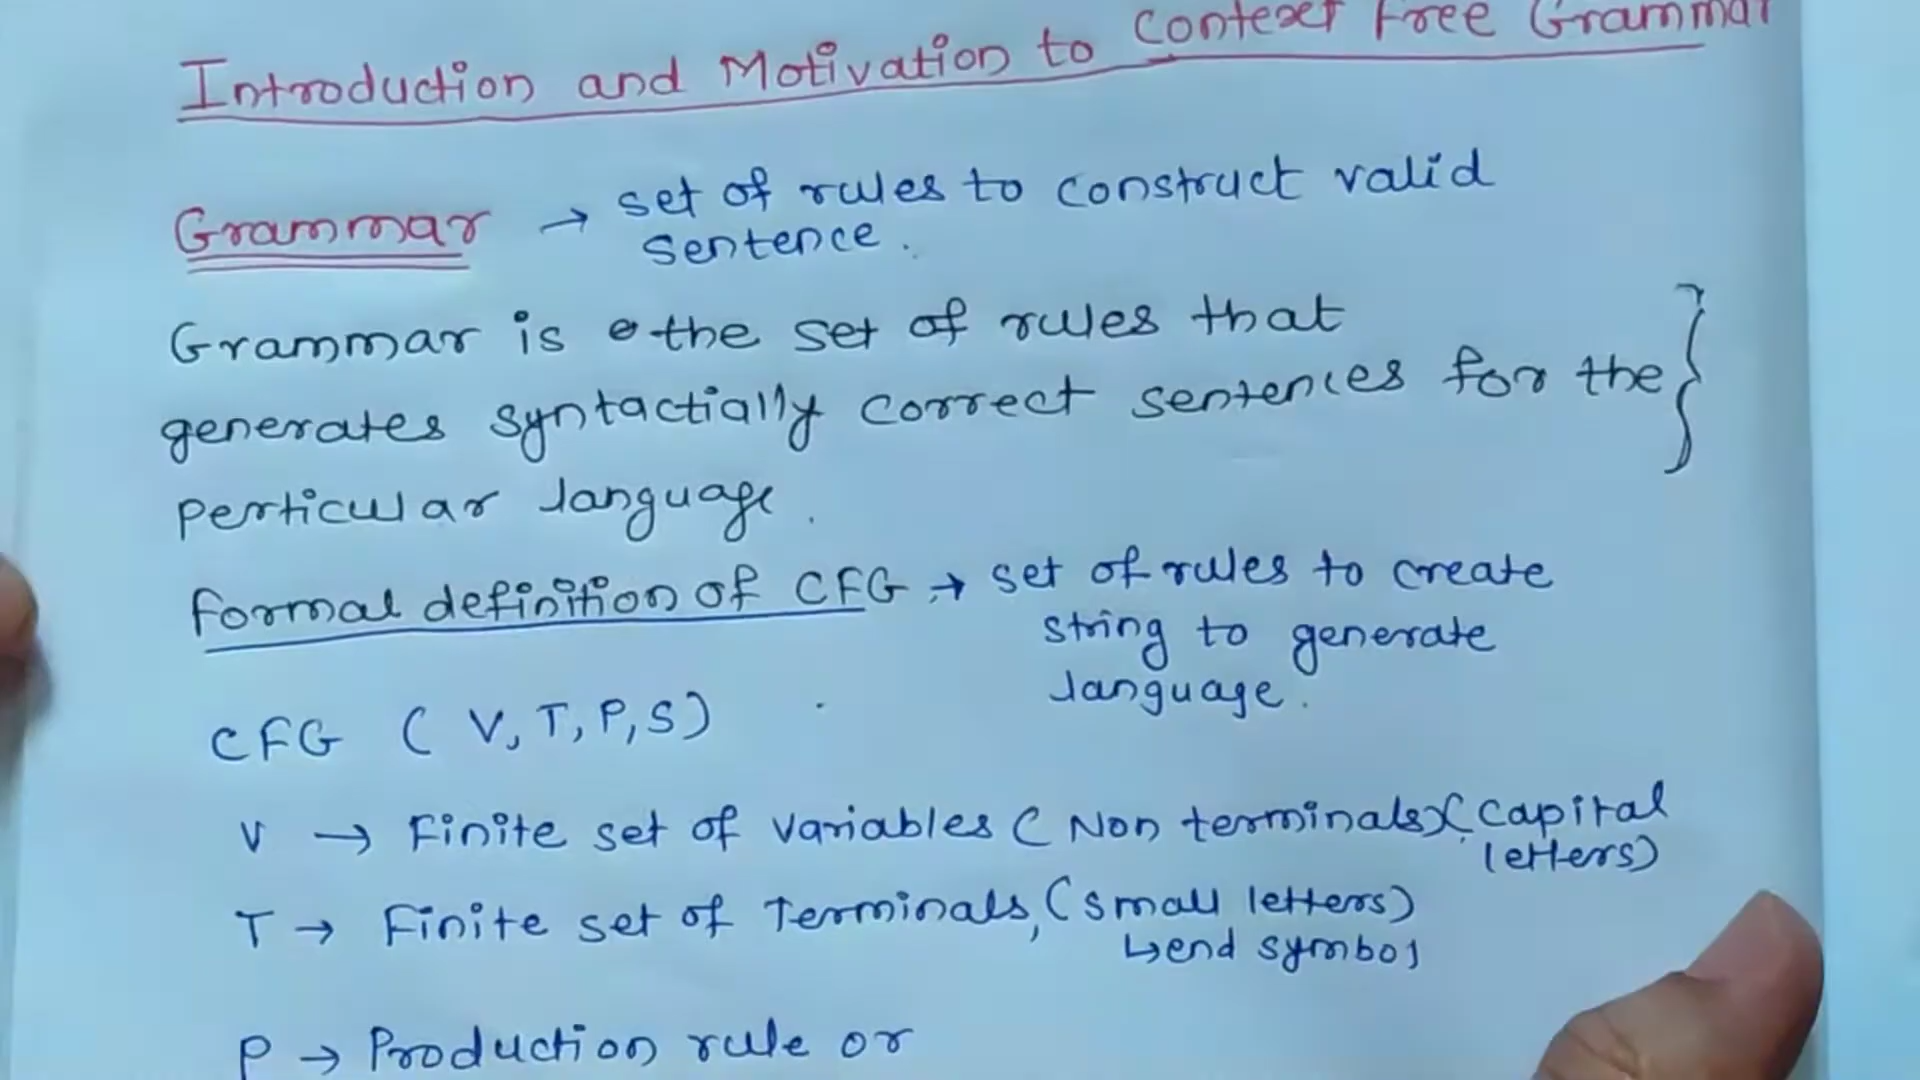 Introduction and Motivation to Context Free Grammar
Grammar → set of rules to construct valid
sentence.
Grammar is the set of rules that
generates syntactially correct sentences for the }
perticular language.
formal definition of CFG → set of rules to create
string to generate
language.
CFG ( V, T, P, S)
V → Finite set of variables ( Non terminals) (capital
letters)
T → Finite set of Terminals, (small letters)
↳ end symbol
P → Production rule or